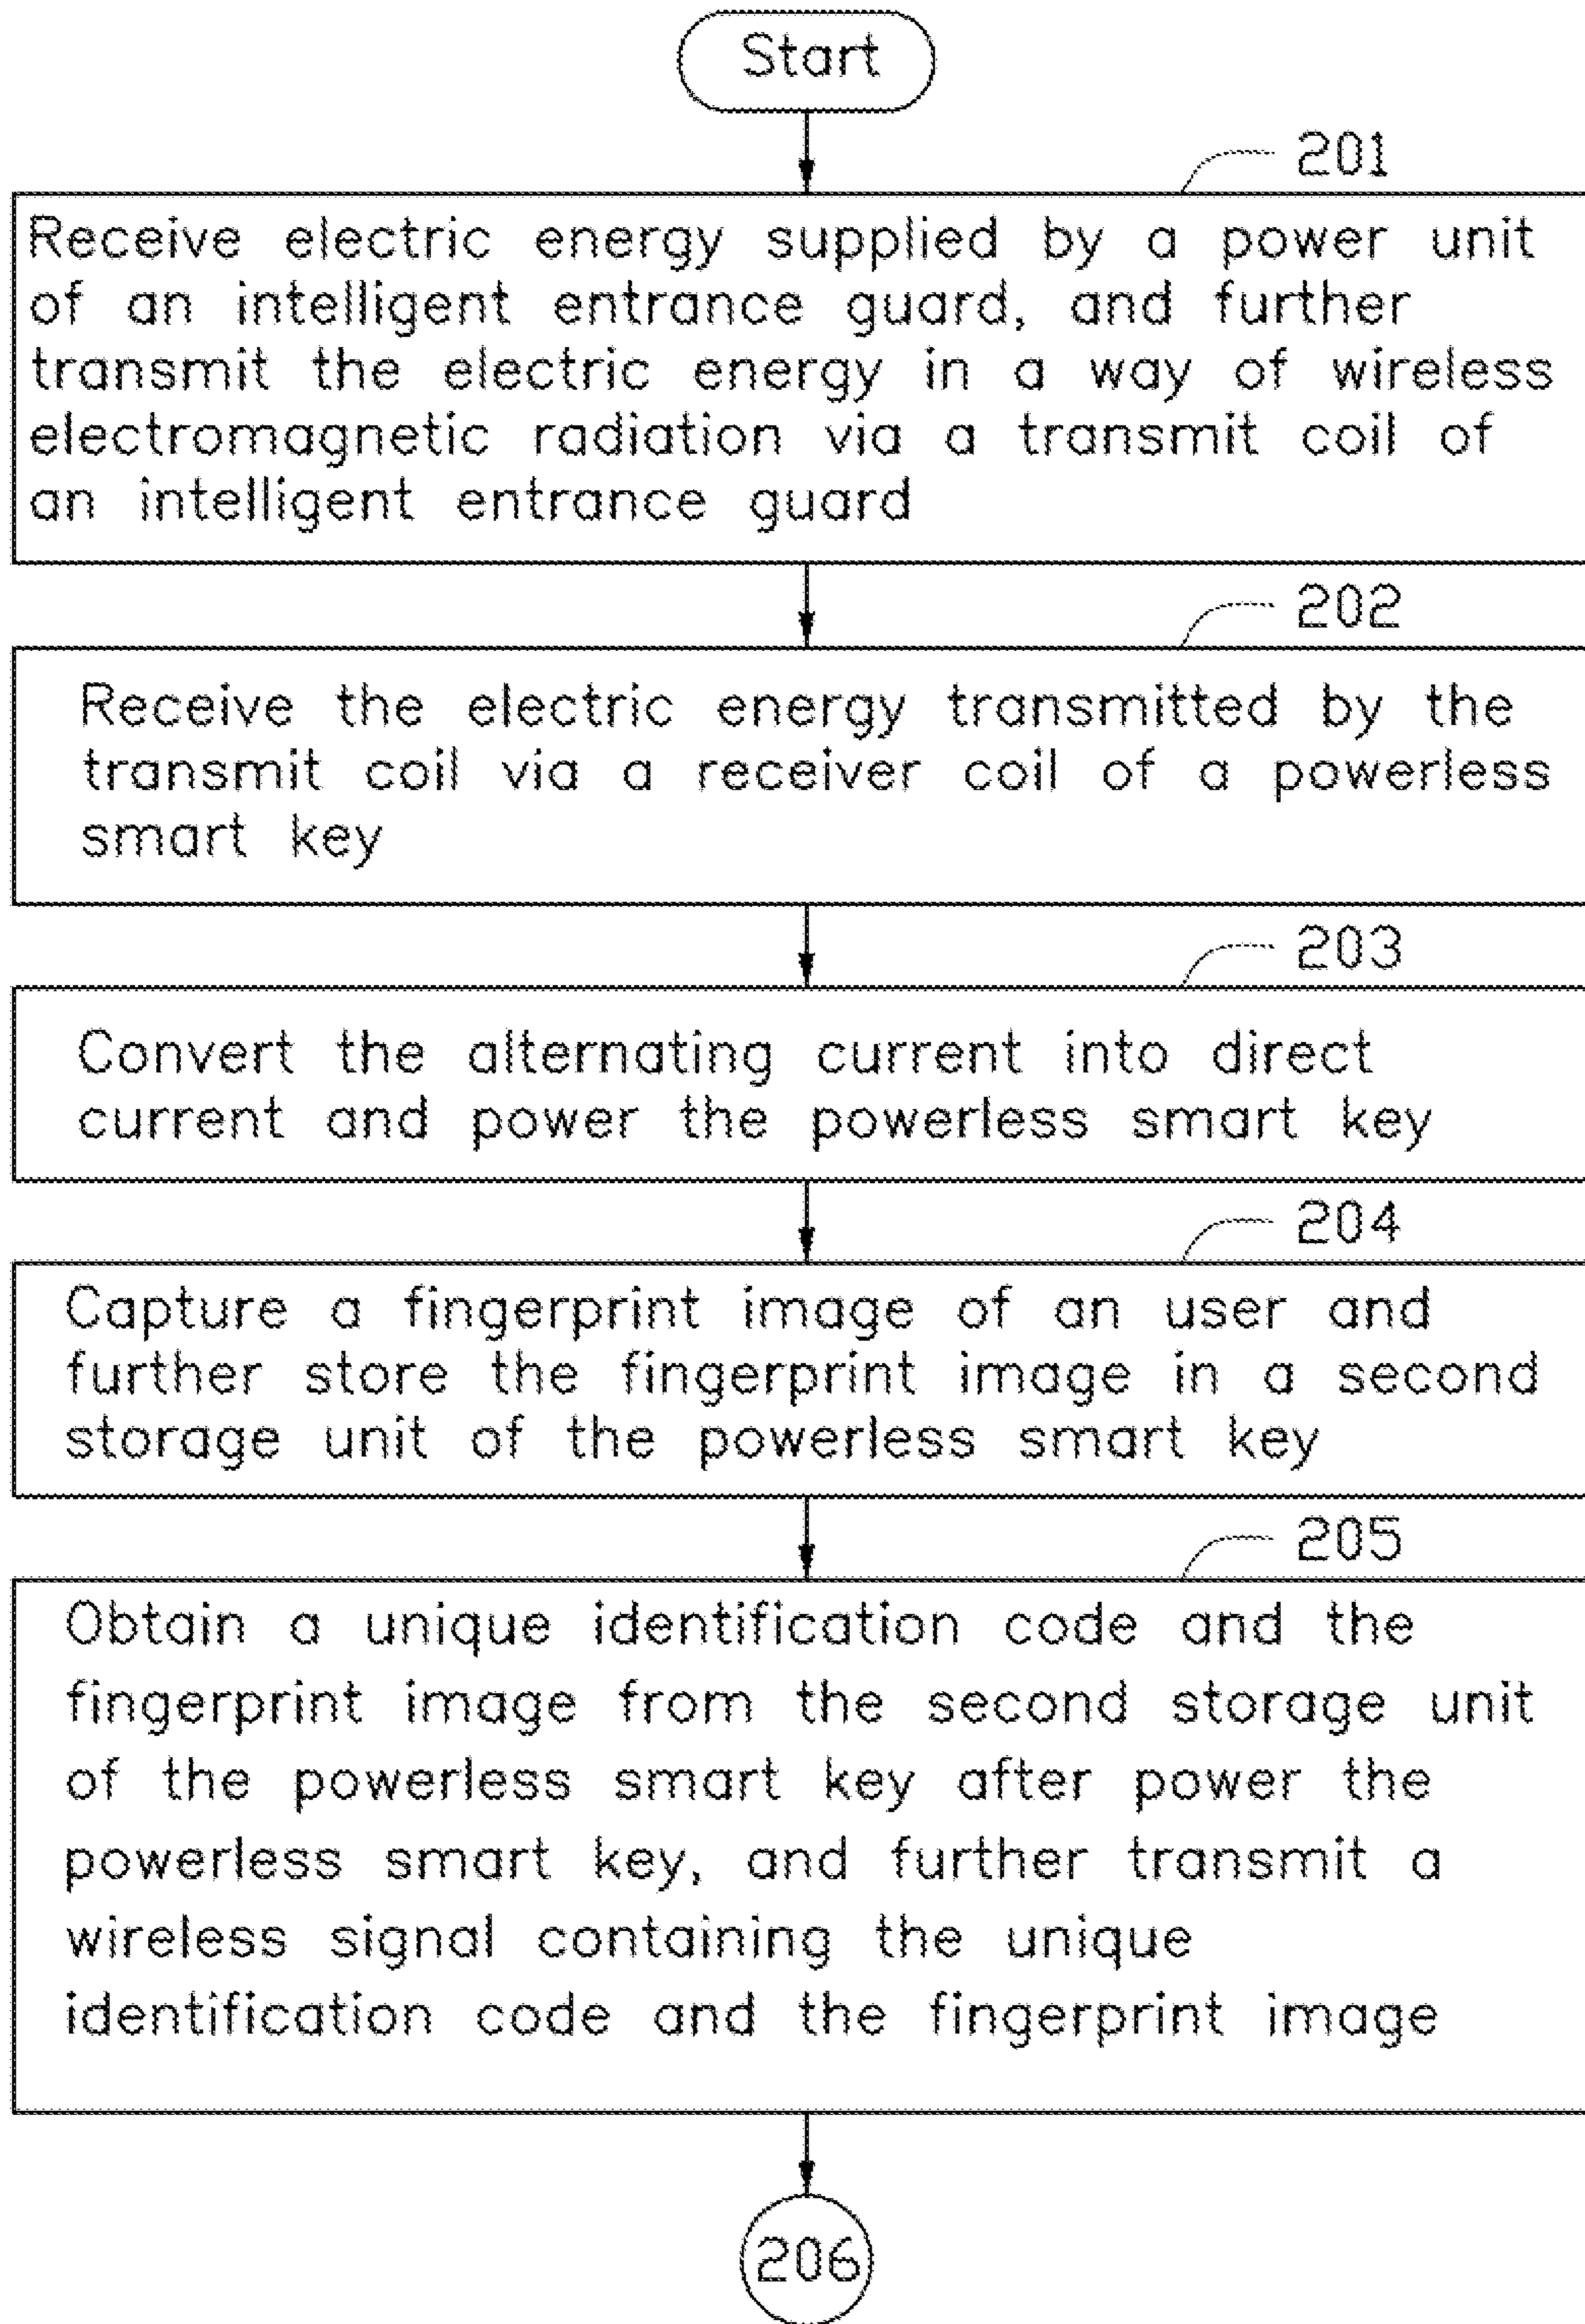 Start
201
Receive electric energy supplied by a power unit
of an intelligent entrance guard, and further
transmit the electric energy in a way of wireless
electromagnetic radiation via a transmit coil of
an intelligent entrance guard
202
Receive the electric energy transmitted by the
transmit coil via a receiver coil of a powerless
smart key
203
Convert the alternating current into direct
current and power the powerless smart key
204
Capture a fingerprint image of an user and
further store the fingerprint image in a second
storage unit of the powerless smart key
205
Obtain a unique identification code and the
fingerprint image from the second storage unit
of the powerless smart key after power the
powerless smart key, and further transmit a
wireless signal containing the unique
identification code and the fingerprint image
206